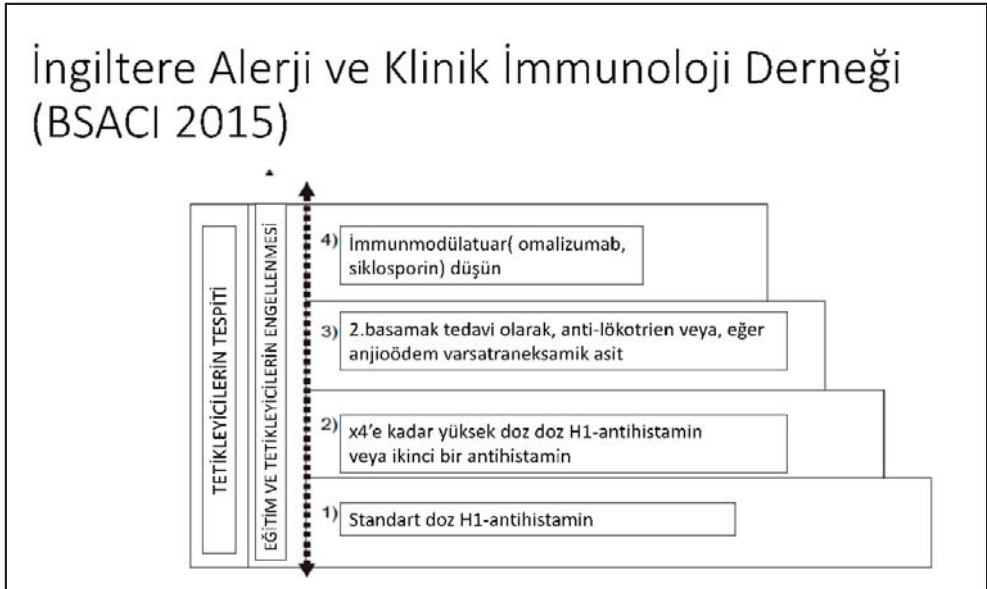 İngiltere Alerji ve Klinik İmmunoloji Derneği
(BSACI 2015)
TETİKLEYİCİLERİN TESPİTİ
EĞİTİM VE TETİKLEYİCİLERİN ENGELLENMESİ
4) İmmunmodülatuar( omalizumab,
siklosporin) düşün
3) 2.basamak tedavi olarak, anti-lökotrien veya, eğer
anjioödem varsatraneksamik asit
2) x4'e kadar yüksek doz doz H1-antihistamin
veya ikinci bir antihistamin
1) Standart doz H1-antihistamin